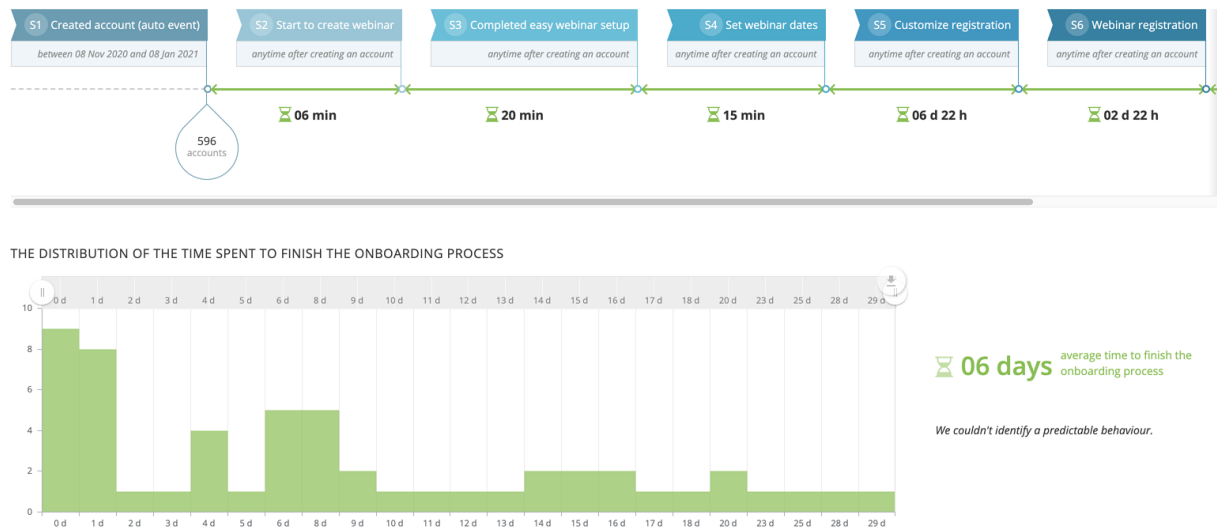 S1 Created account (auto event)
S2 Start to create webinar
S3 Completed easy webinar setup
S4 Set webinar dates
S5 Customize registration
S6 Webinar registration
between 08 Nov 2020 and 08 Jan 2021
anytime after creating an account
anytime after creating an account
anytime after creating an account
anytime after creating an account
anytime after creating an account
06 min
20 min
15 min
06 d 22 h
02 d 22 h
596
accounts
THE DISTRIBUTION OF THE TIME SPENT TO FINISH THE ONBOARDING PROCESS
0 d 1 d 2 d 3 d 4 d 5 d 6 d 8 d 9 d 10 d 11 d 12 d 13 d 14 d 15 d 16 d 17 d 18 d 20 d 23 d 25 d 28 d 29 d
10
8
6
4
2
0
0 d 1 d 2 d 3 d 4 d 5 d 6 d 8 d 9 d 10 d 11 d 12 d 13 d 14 d 15 d 16 d 17 d 18 d 20 d 23 d 25 d 28 d 29 d
06 days
average time to finish the
onboarding process
We couldn't identify a predictable behaviour.